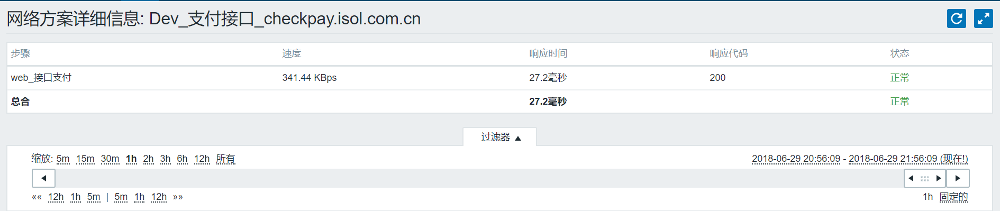 网络方案详细信息: Dev_支付接口_checkpay.isol.com.cn
步骤 速度 响应时间 响应代码 状态
web_接口支付 341.44 KBps 27.2毫秒 200 正常
总合 27.2毫秒 正常
过滤器 ▲
缩放: 5m 15m 30m 1h 2h 3h 6h 12h 所有 2018-06-29 20:56:09 - 2018-06-29 21:56:09 (现在!)
«« 12h 1h 5m | 5m 1h 12h »» 1h 固定的